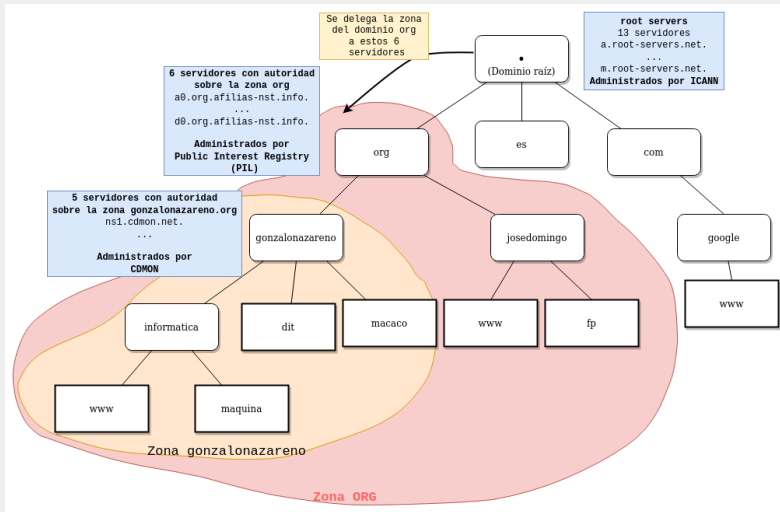 Se delega la zona
del dominio org
a estos 6
servidores
root servers
13 servidores
a.root-servers.net.
...
m.root-servers.net.
Administrados por ICANN
.
(Dominio raíz)
6 servidores con autoridad
sobre la zona org
a0.org.afilias-nst.info.
...
d0.org.afilias-nst.info.
Administrados por
Public Interest Registry
(PIL)
org
es
com
5 servidores con autoridad
sobre la zona gonzalonazareno.org
ns1.cdmon.net.
...
Administrados por
CDMON
gonzalonazareno
josedomingo
google
informatica
dit
macaco
www
fp
www
www
maquina
Zona gonzalonazareno
Zona ORG